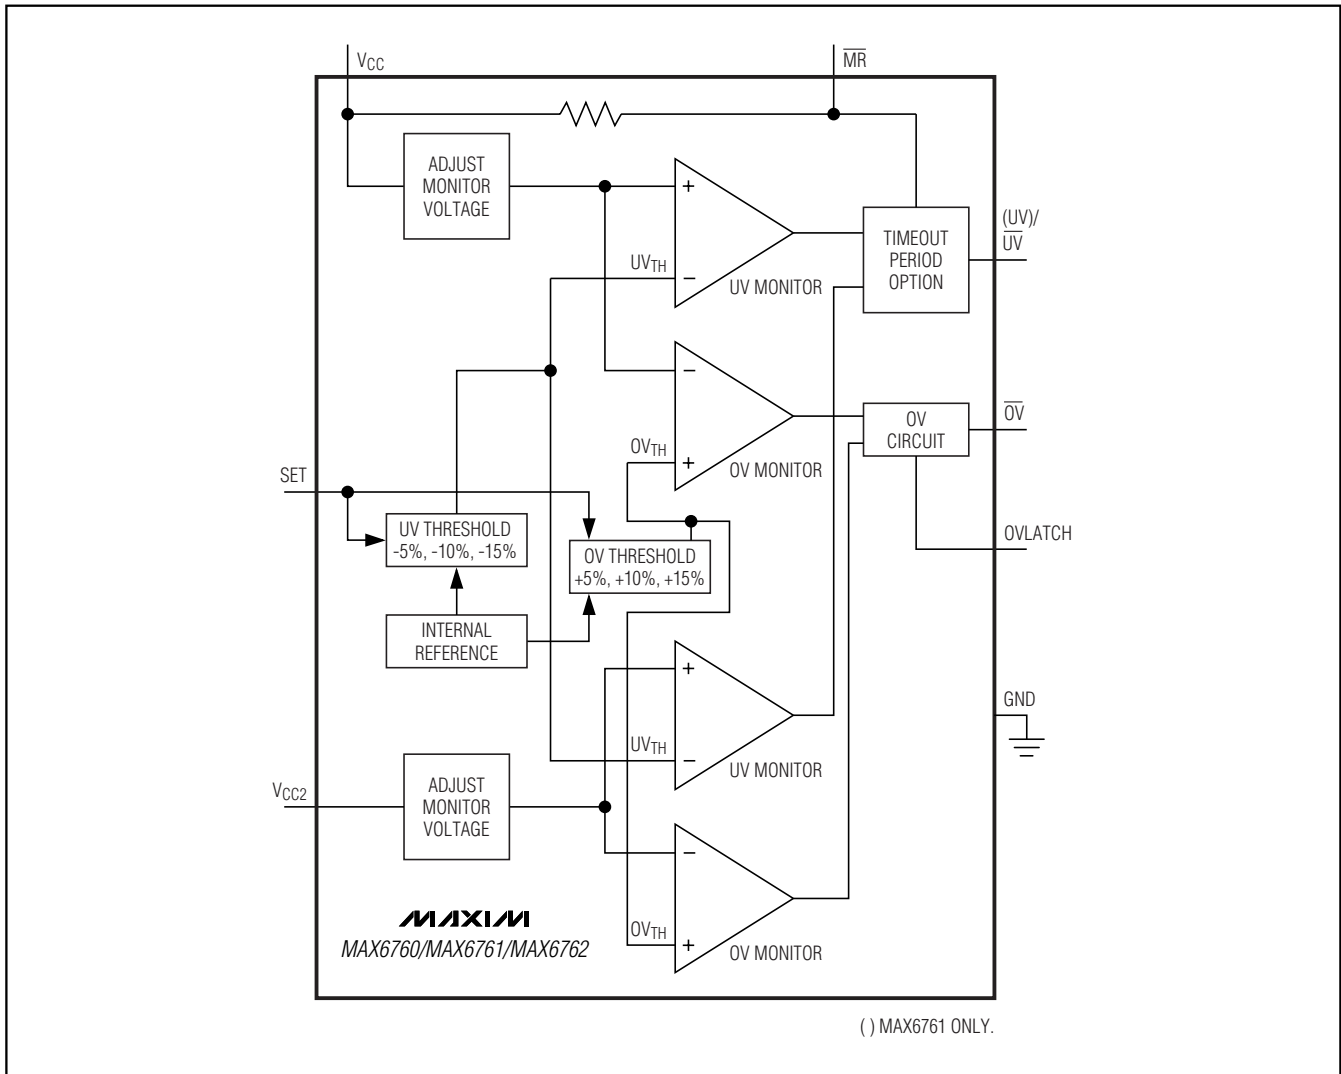 VCC
MR
ADJUST
MONITOR
VOLTAGE
+
UVTH
−
UV MONITOR
TIMEOUT
PERIOD
OPTION
(UV)/
UV
−
OVTH
+
OV MONITOR
OV
CIRCUIT
OV
SET
UV THRESHOLD
-5%, -10%, -15%
OV THRESHOLD
+5%, +10%, +15%
OVLATCH
INTERNAL
REFERENCE
+
UVTH
−
UV MONITOR
GND
VCC2
ADJUST
MONITOR
VOLTAGE
−
OVTH
+
OV MONITOR
MAXIM
MAX6760/MAX6761/MAX6762
( ) MAX6761 ONLY.